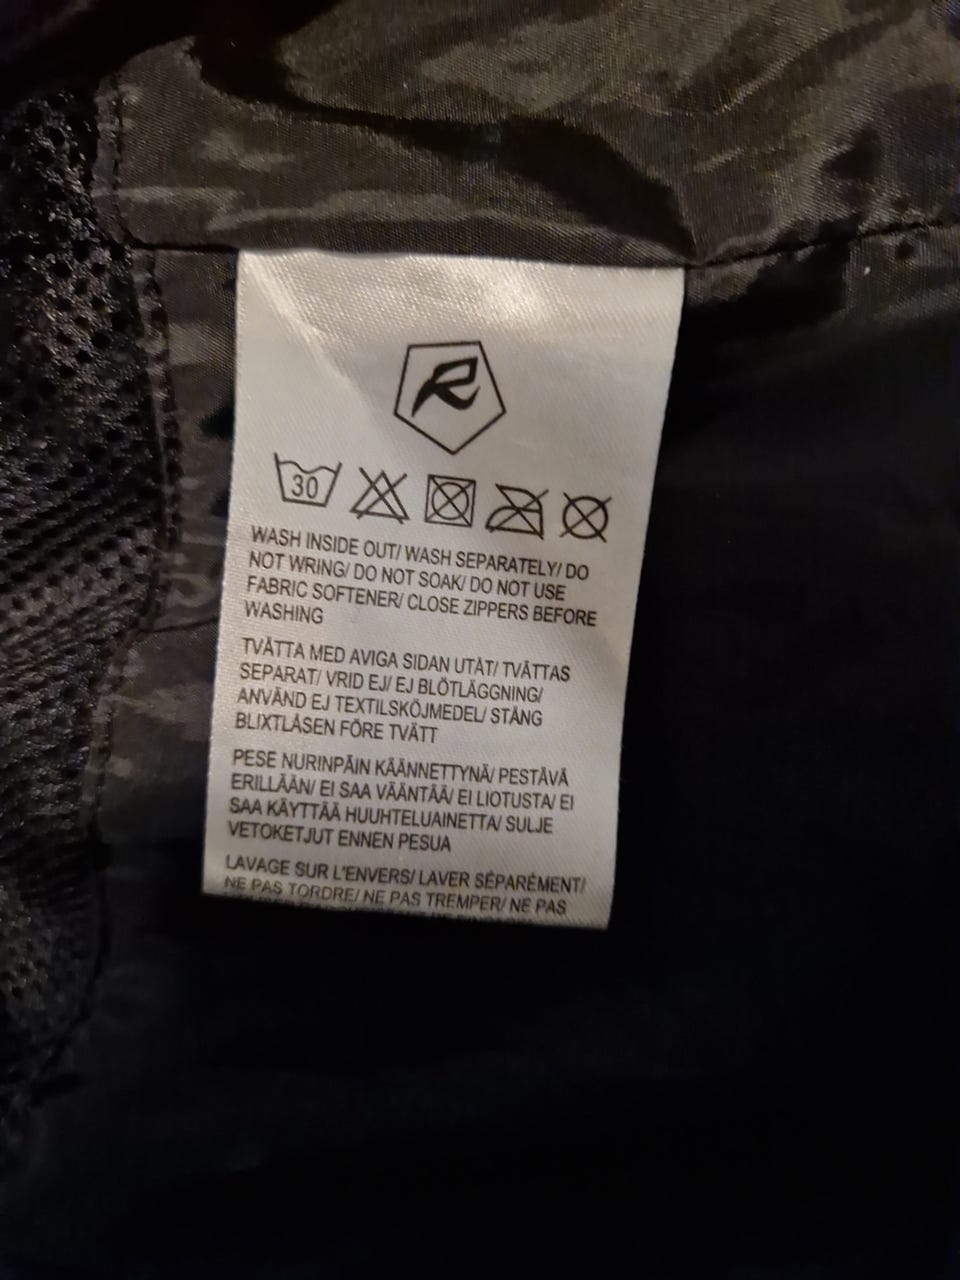 R
30
WASH INSIDE OUT/ WASH SEPARATELY/ DO
NOT WRING/ DO NOT SOAK/ DO NOT USE
FABRIC SOFTENER/ CLOSE ZIPPERS BEFORE
WASHING
TVÄTTA MED AVIGA SIDAN UTÅT/ TVÄTTAS
SEPARAT/ VRID EJ/ EJ BLÖTLÄGGNING/
ANVÄND EJ TEXTILSKÖJMEDEL/ STÄNG
BLIXTLÅSEN FÖRE TVÄTT
PESE NURINPÄIN KÄÄNNETTYNÄ/ PESTÄVÄ
ERILLÄÄN/ EI SAA VÄÄNTÄÄ/ EI LIOTUSTA/ EI
SAA KÄYTTÄÄ HUUHTELUAINETTA/ SULJE
VETOKETJUT ENNEN PESUA
LAVAGE SUR L'ENVERS/ LAVER SÉPARÉMENT/
NE PAS TORDRE/ NE PAS TREMPER/ NE PAS